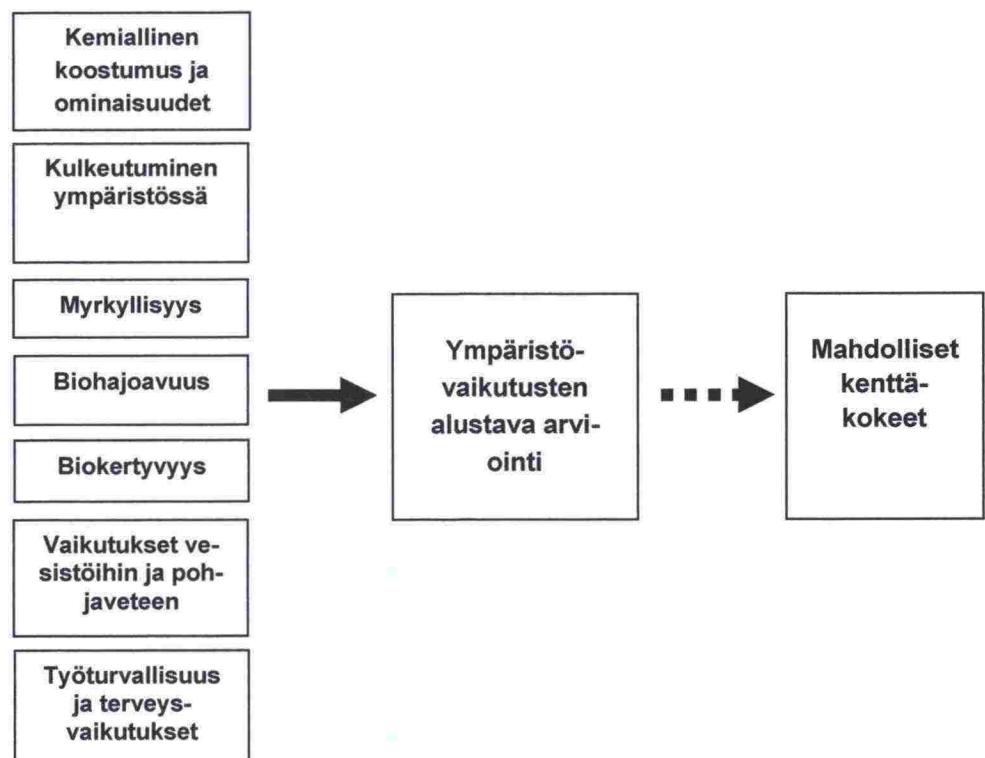 Kemiallinen
koostumus ja
ominaisuudet
Kulkeutuminen
ympäristössä
Myrkyllisyys
Biohajoavuus
Biokertyvyys
Vaikutukset ve-
sistöihin ja poh-
javeteen
Työturvallisuus
ja terveys-
vaikutukset
Ympäristö-
vaikutusten
alustava arvi-
ointi
Mahdolliset
kenttä-
kokeet